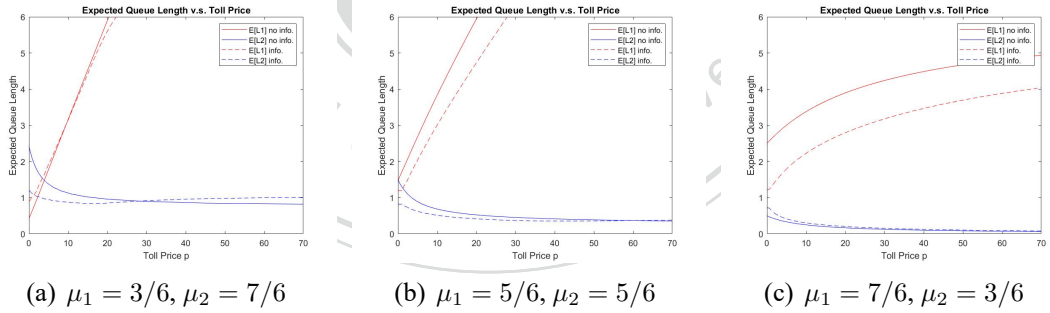 Expected Queue Length v.s. Toll Price
6
5
4
3
2
1
0
Expected Queue Length
E[L1] no info.
E[L2] no info.
E[L1] info.
E[L2] info.
0 10 20 30 40 50 60 70
Toll Price p
(a) μ₁ = 3/6, μ₂ = 7/6
Expected Queue Length v.s. Toll Price
6
5
4
3
2
1
0
Expected Queue Length
E[L1] no info.
E[L2] no info.
E[L1] info.
E[L2] info.
0 10 20 30 40 50 60 70
Toll Price p
(b) μ₁ = 5/6, μ₂ = 5/6
Expected Queue Length v.s. Toll Price
6
5
4
3
2
1
0
Expected Queue Length
E[L1] no info.
E[L2] no info.
E[L1] info.
E[L2] info.
0 10 20 30 40 50 60 70
Toll Price p
(c) μ₁ = 7/6, μ₂ = 3/6